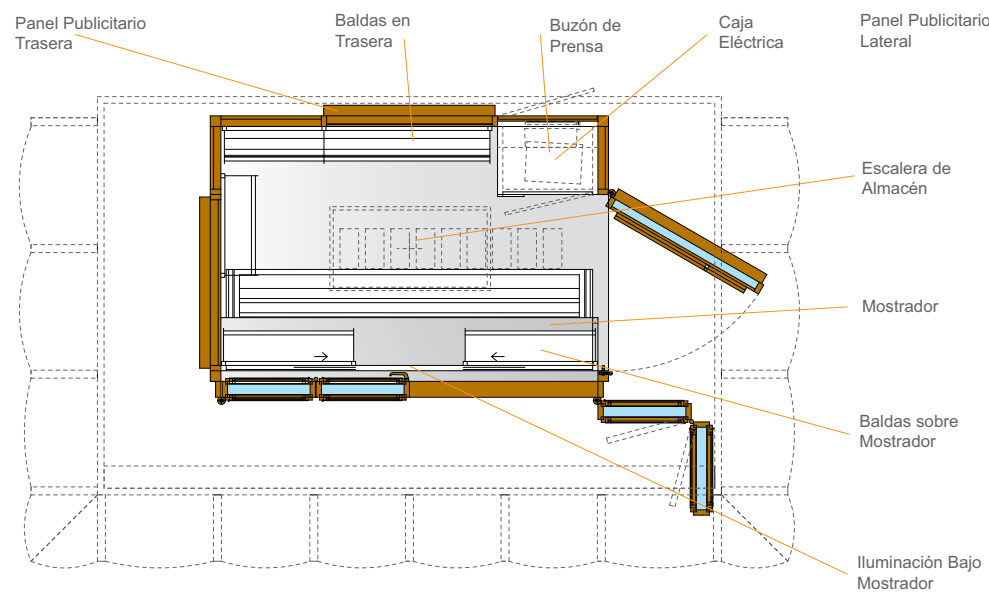 Panel Publicitario
Trasera
Baldas en
Trasera
Buzón de
Prensa
Caja
Eléctrica
Panel Publicitario
Lateral
Escalera de
Almacén
Mostrador
Baldas sobre
Mostrador
Iluminación Bajo
Mostrador